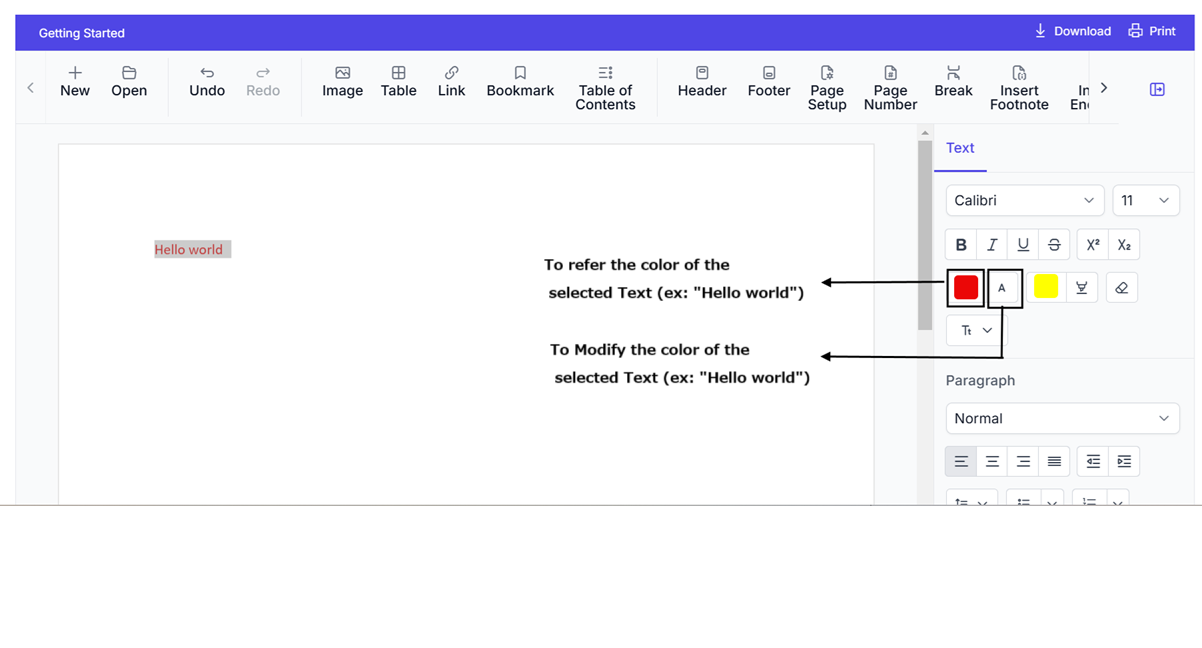 Getting Started
Download Print
New Open Undo Redo Image Table Link Bookmark Table of Contents Header Footer Page Setup Page Number Break Insert Footnote In En
Text
Calibri 11
Hello world
B I U S X² X₂
To refer the color of the
selected Text (ex: "Hello world")
A
Tt
To Modify the color of the
selected Text (ex: "Hello world")
Paragraph
Normal